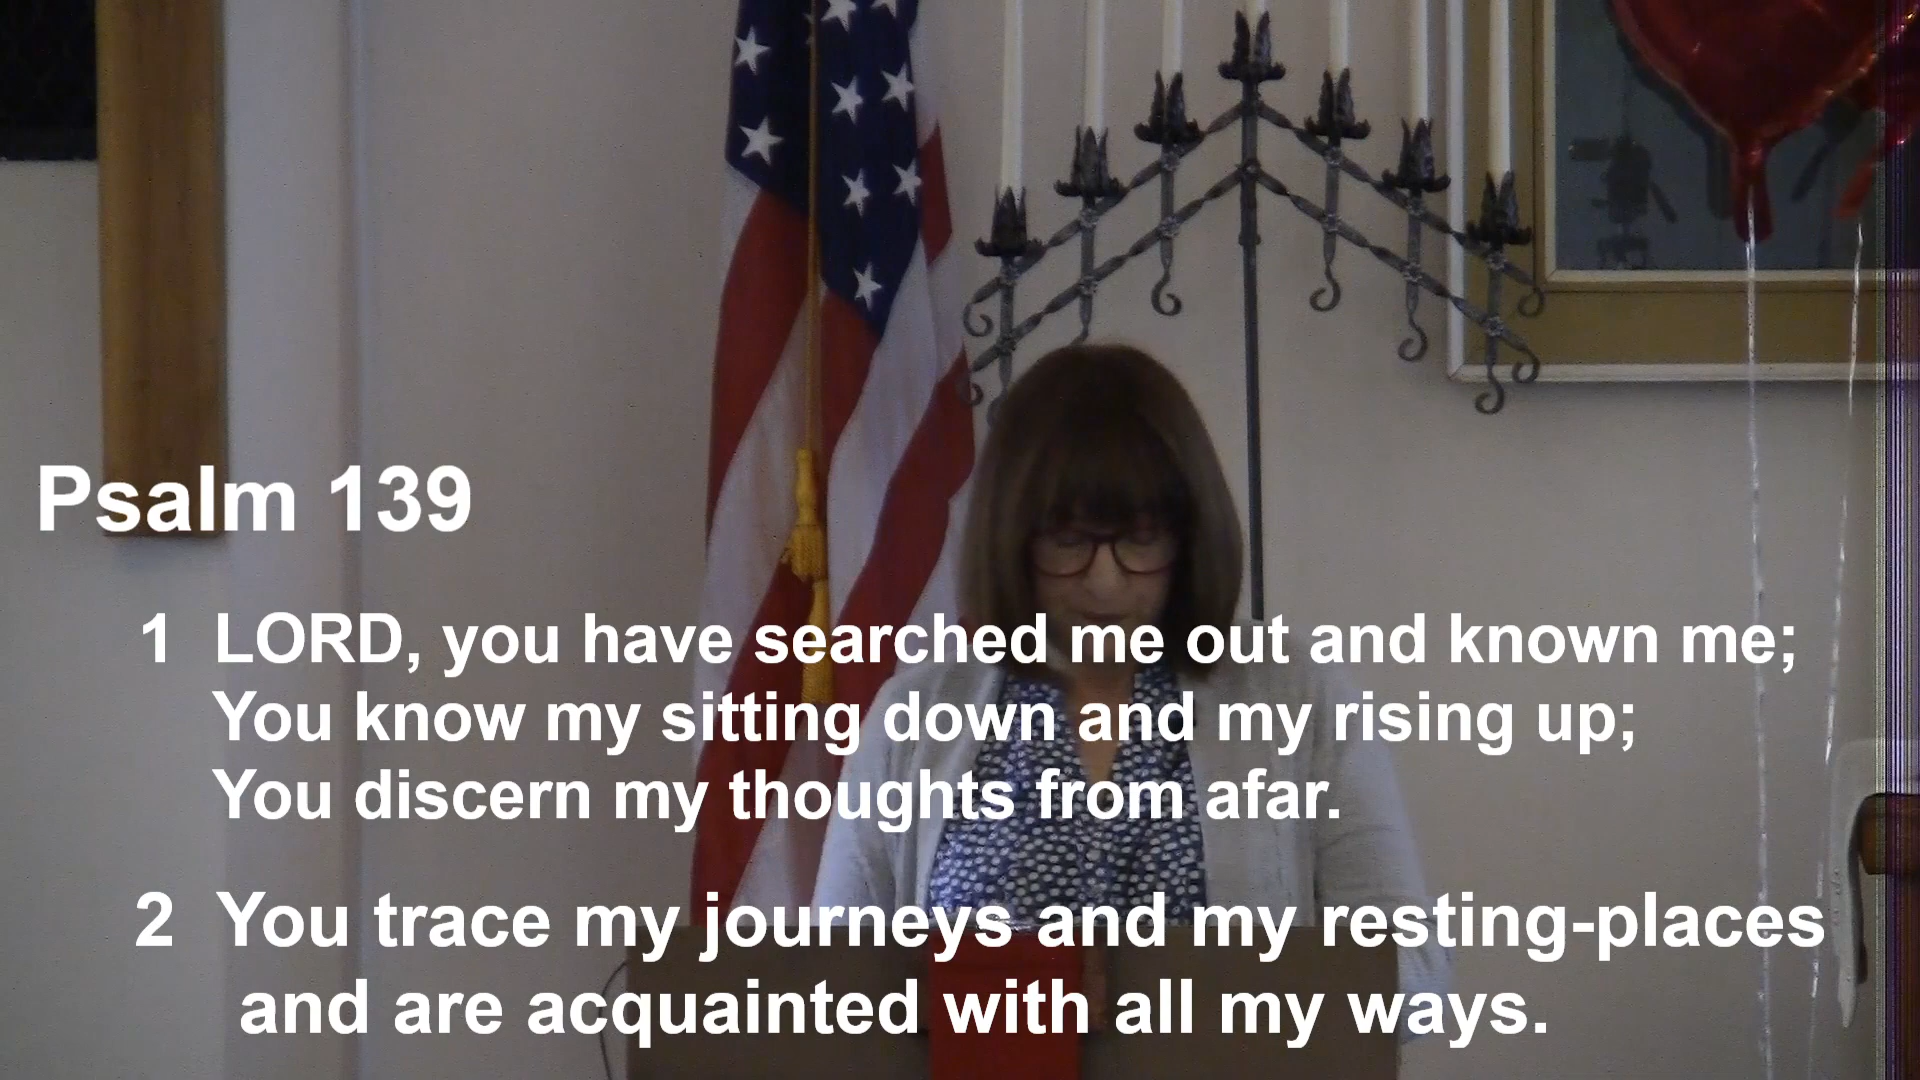 Psalm 139
1 LORD, you have searched me out and known me;
You know my sitting down and my rising up;
You discern my thoughts from afar.
2 You trace my journeys and my resting-places
and are acquainted with all my ways.